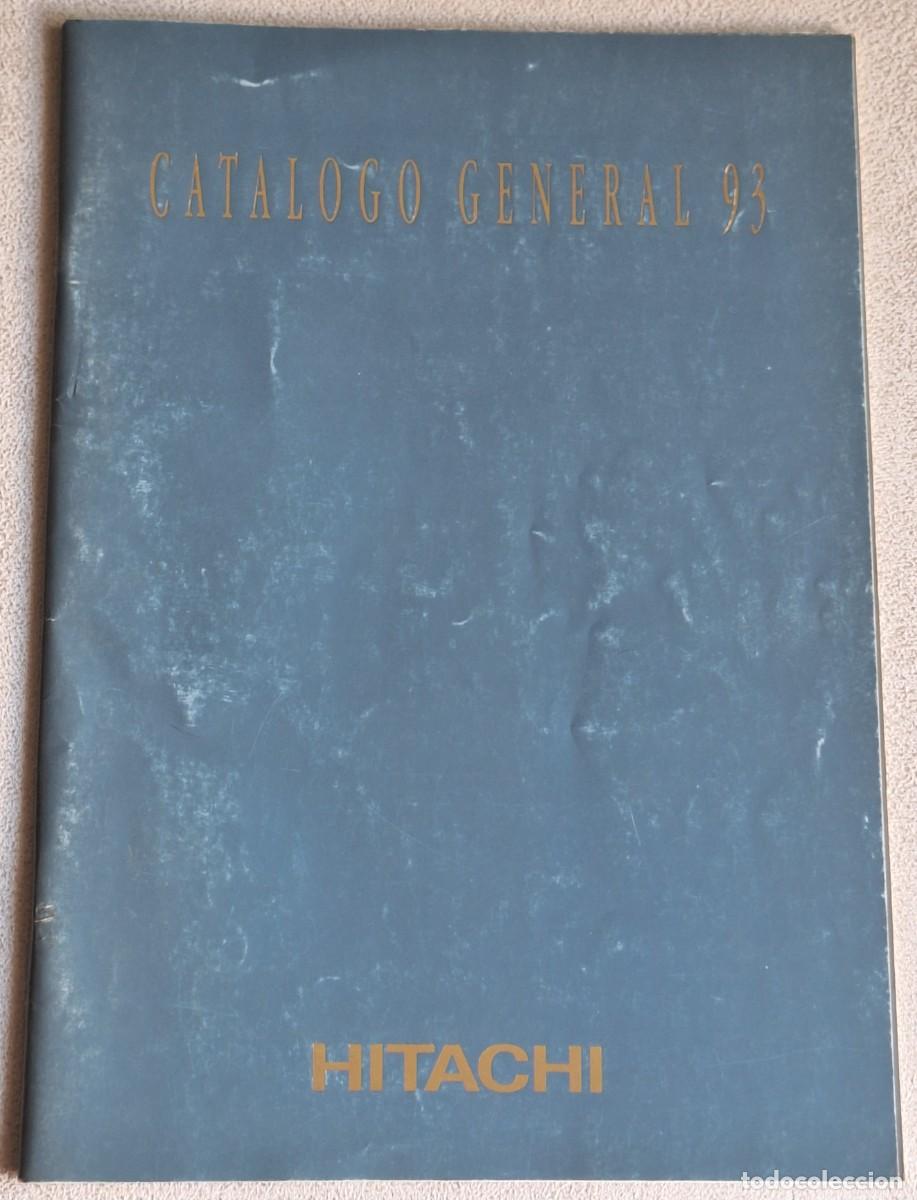 CATALOGO GENERAL 93
HITACHI
todocoleccion